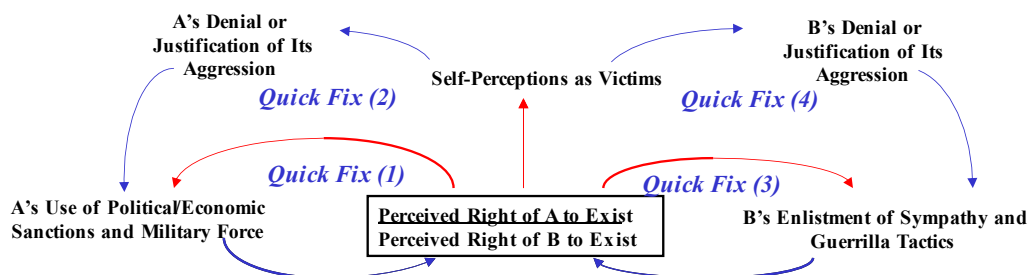 A's Denial or
Justification of Its
Aggression
B's Denial or
Justification of Its
Aggression
Self-Perceptions as Victims
Quick Fix (2)
Quick Fix (4)
Quick Fix (1)
Quick Fix (3)
A's Use of Political/Economic
Sanctions and Military Force
Perceived Right of A to Exist
Perceived Right of B to Exist
B's Enlistment of Sympathy and
Guerrilla Tactics